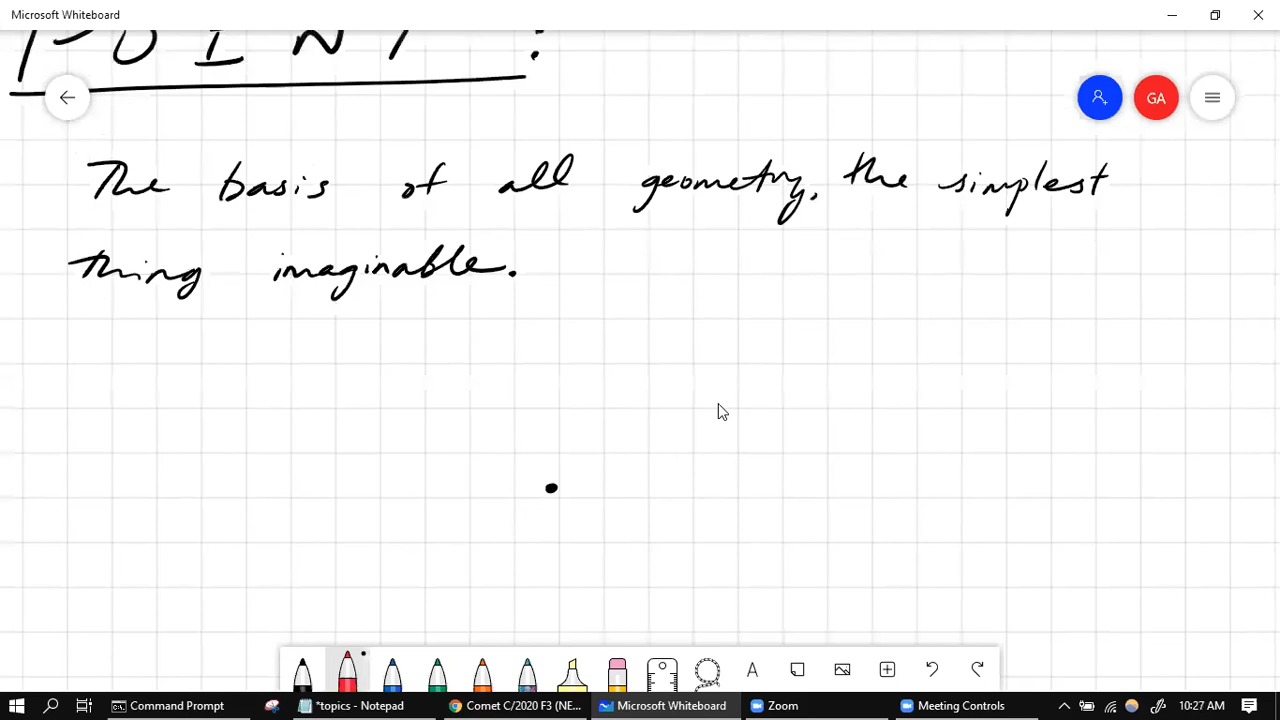 Microsoft Whiteboard
POINT :
GA
The basis of all geometry, the simplest
thing imaginable.
A
Command Prompt
*topics - Notepad
Comet C/2020 F3 (NE...
Microsoft Whiteboard
Zoom
Meeting Controls
10:27 AM